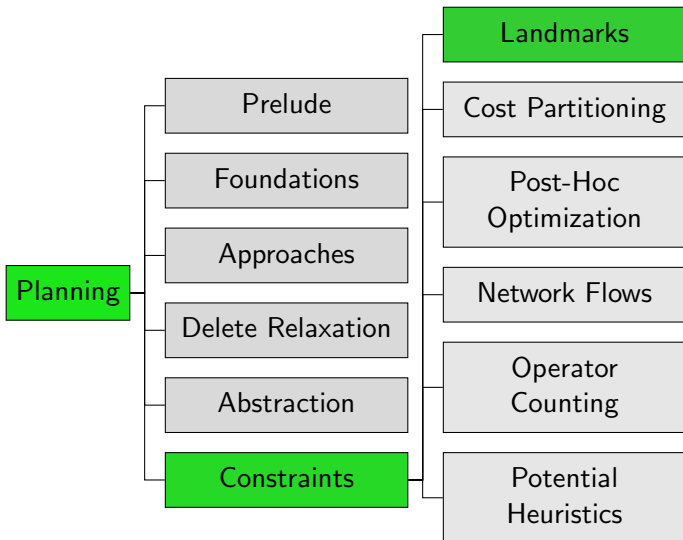 Planning
Prelude
Foundations
Approaches
Delete Relaxation
Abstraction
Constraints
Landmarks
Cost Partitioning
Post-Hoc
Optimization
Network Flows
Operator
Counting
Potential
Heuristics